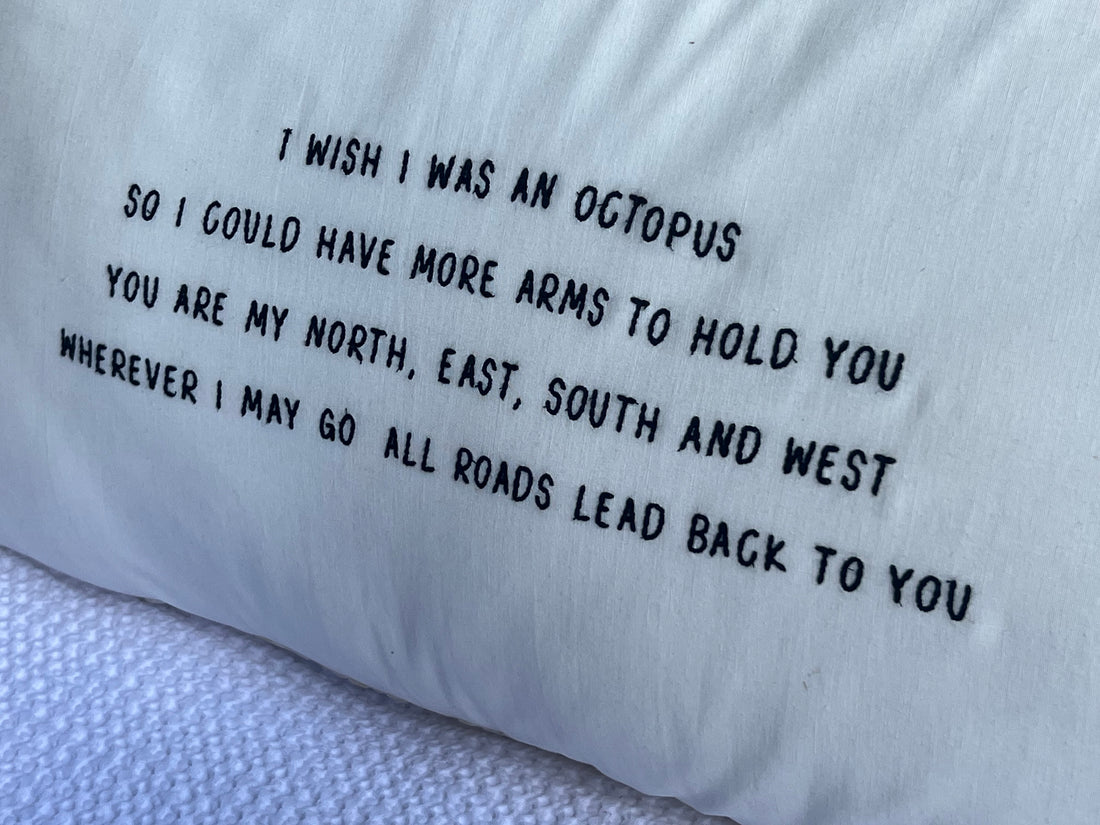 I WISH I WAS AN OCTOPUS
SO I COULD HAVE MORE ARMS TO HOLD YOU
YOU ARE MY NORTH, EAST, SOUTH AND WEST
WHEREVER I MAY GO ALL ROADS LEAD BACK TO YOU